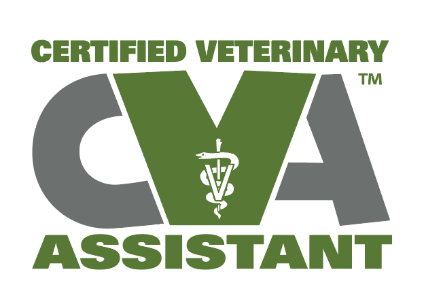 CERTIFIED VETERINARY
CVA™
V
ASSISTANT